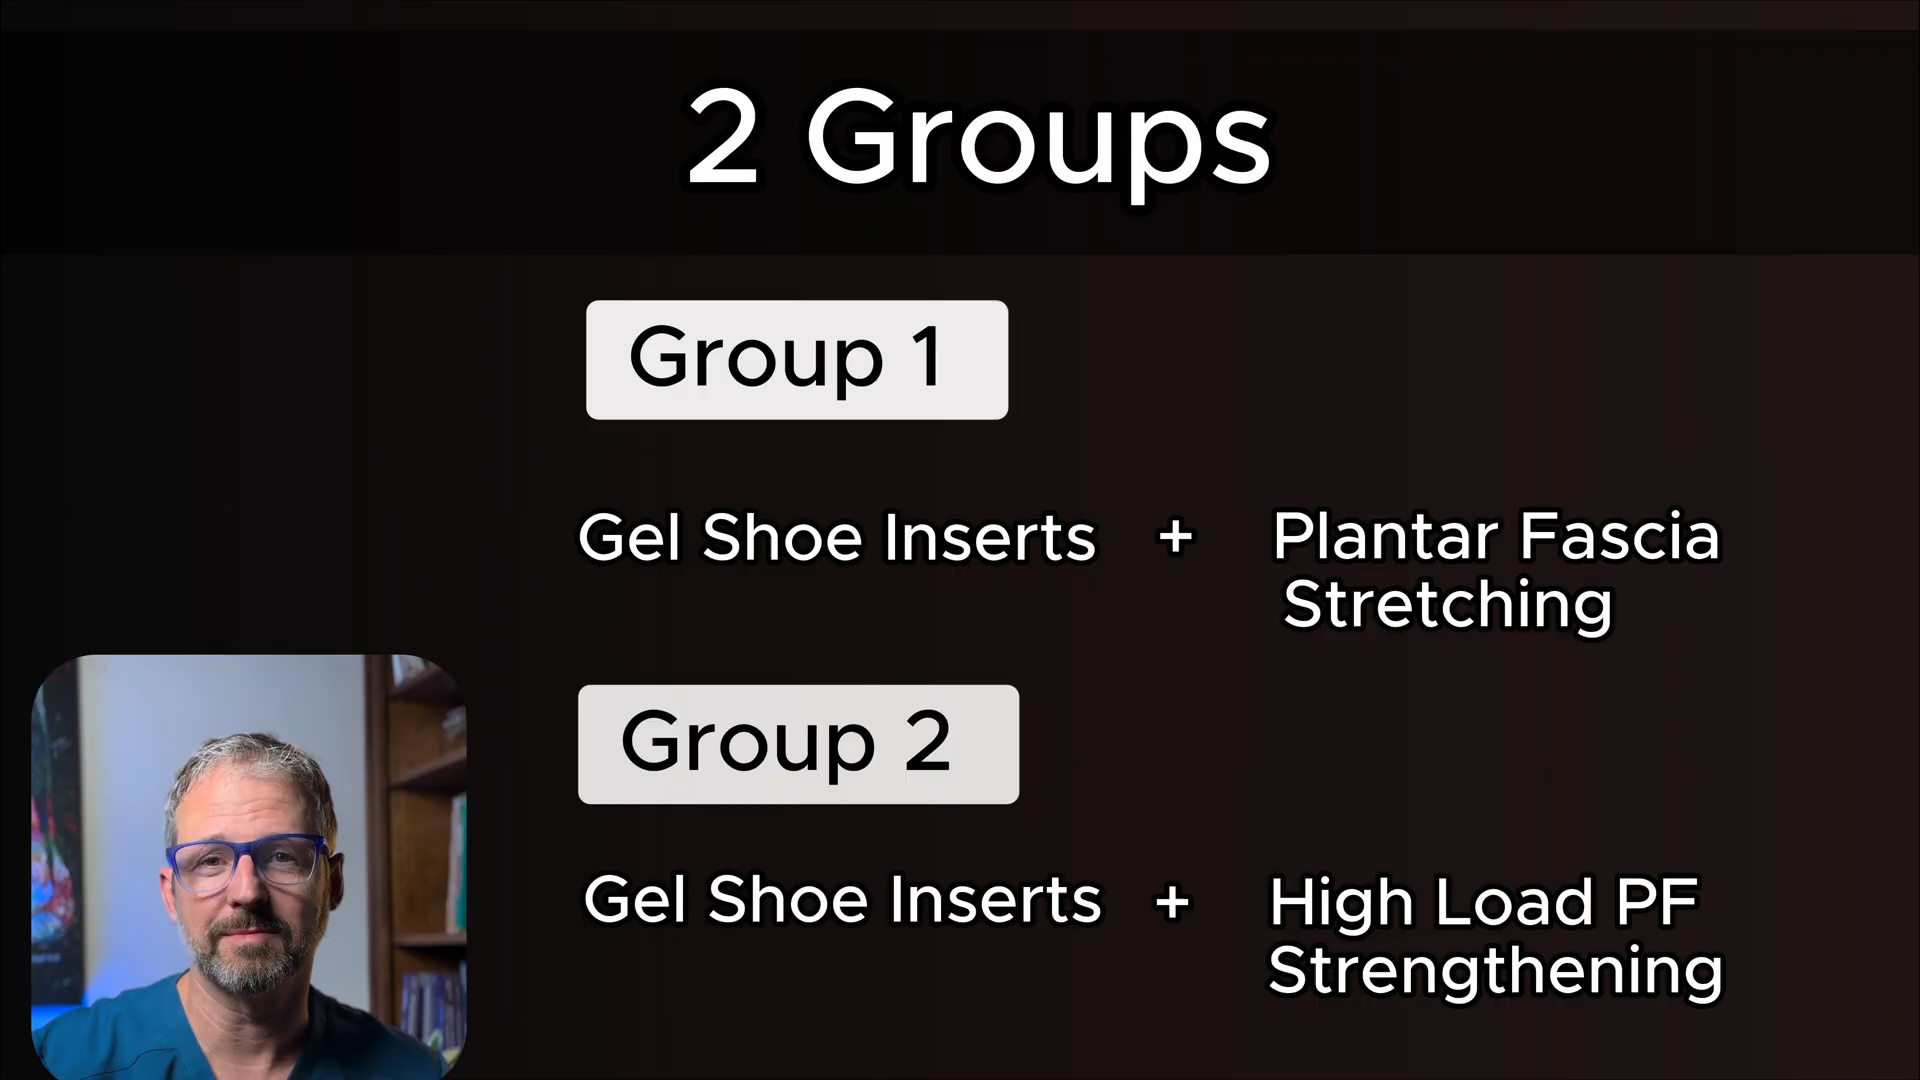 2 Groups
Group 1
Gel Shoe Inserts + Plantar Fascia
Stretching
Group 2
Gel Shoe Inserts + High Load PF
Strengthening